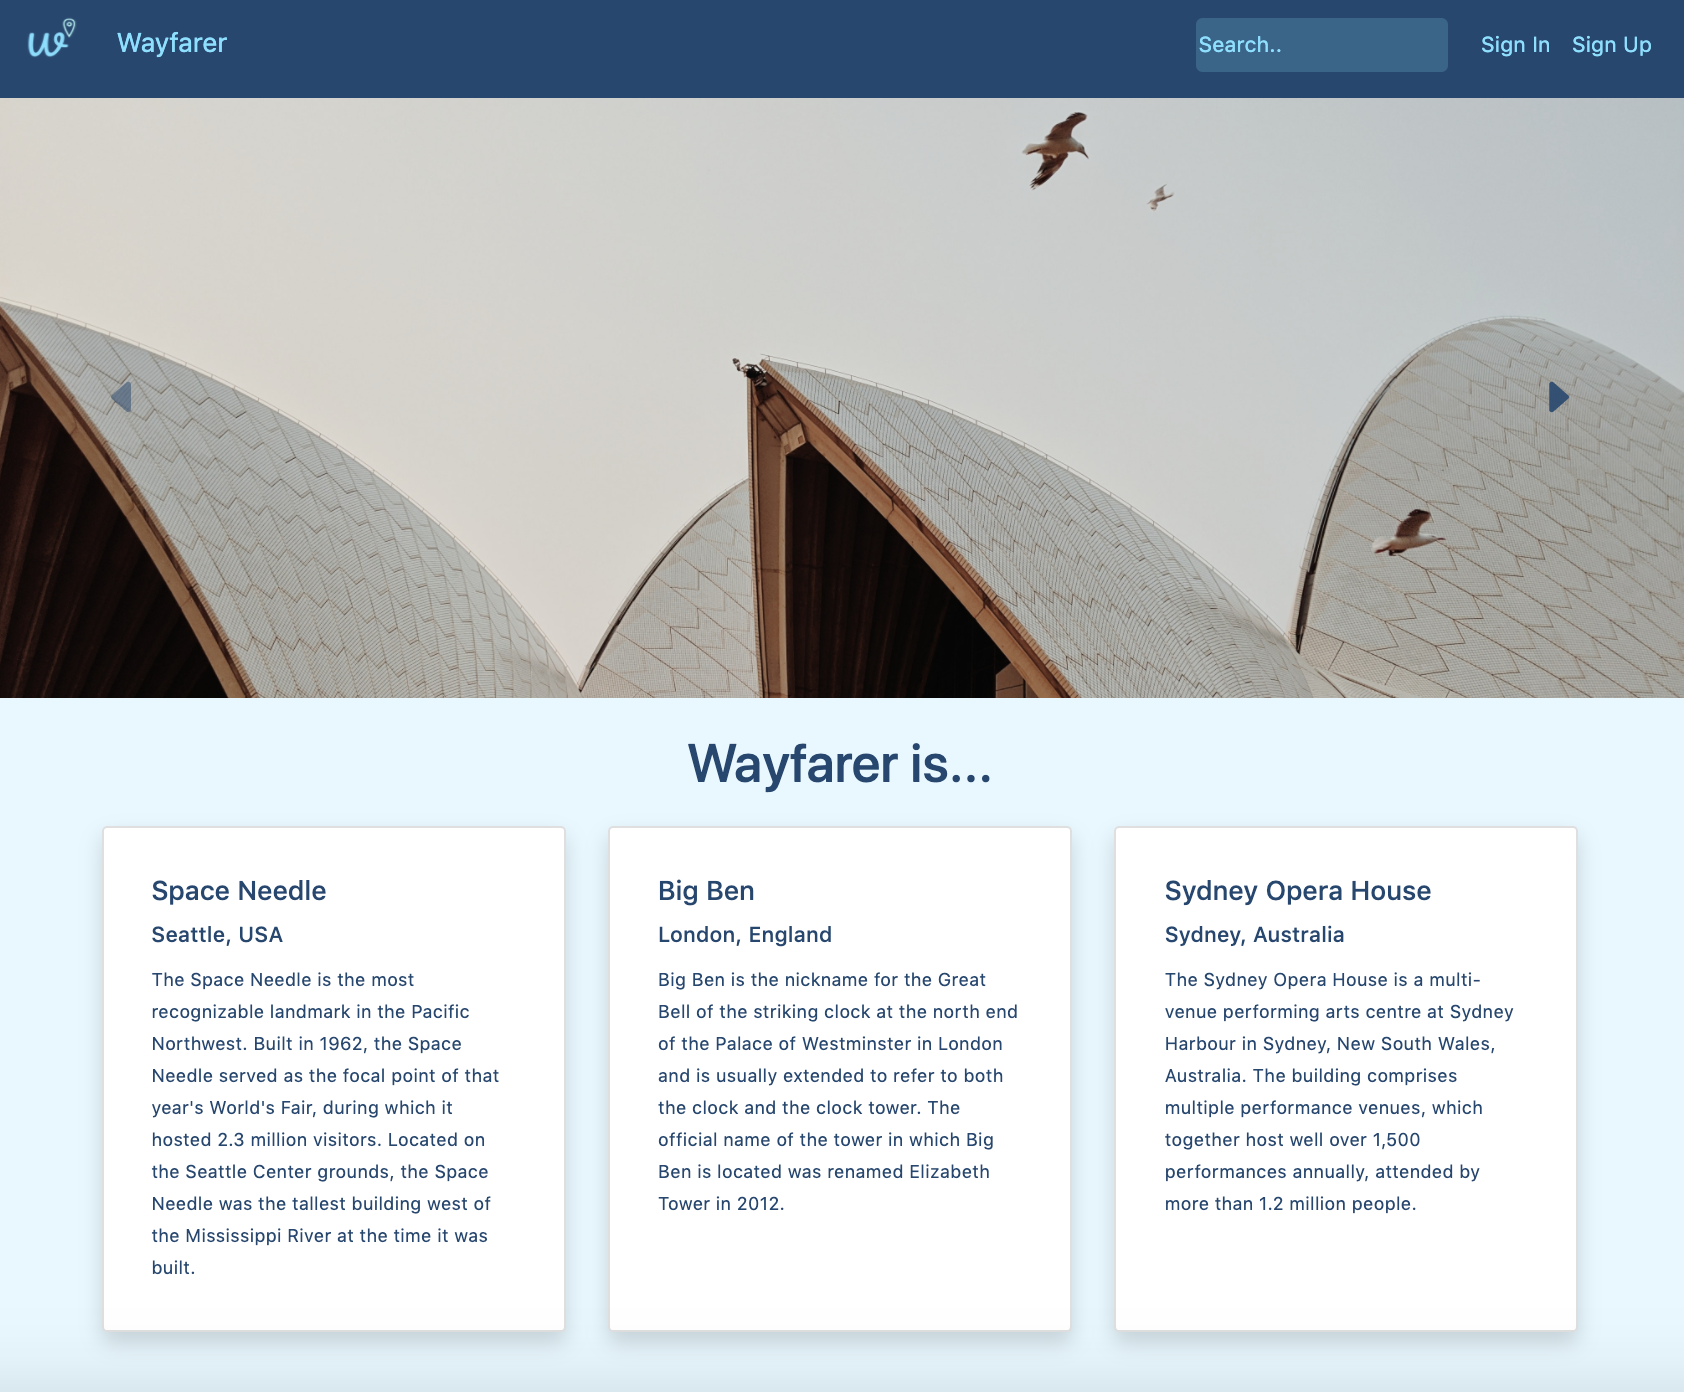 w Wayfarer Search.. Sign In Sign Up
Wayfarer is...
Space Needle
Seattle, USA
The Space Needle is the most
recognizable landmark in the Pacific
Northwest. Built in 1962, the Space
Needle served as the focal point of that
year's World's Fair, during which it
hosted 2.3 million visitors. Located on
the Seattle Center grounds, the Space
Needle was the tallest building west of
the Mississippi River at the time it was
built.
Big Ben
London, England
Big Ben is the nickname for the Great
Bell of the striking clock at the north end
of the Palace of Westminster in London
and is usually extended to refer to both
the clock and the clock tower. The
official name of the tower in which Big
Ben is located was renamed Elizabeth
Tower in 2012.
Sydney Opera House
Sydney, Australia
The Sydney Opera House is a multi-
venue performing arts centre at Sydney
Harbour in Sydney, New South Wales,
Australia. The building comprises
multiple performance venues, which
together host well over 1,500
performances annually, attended by
more than 1.2 million people.